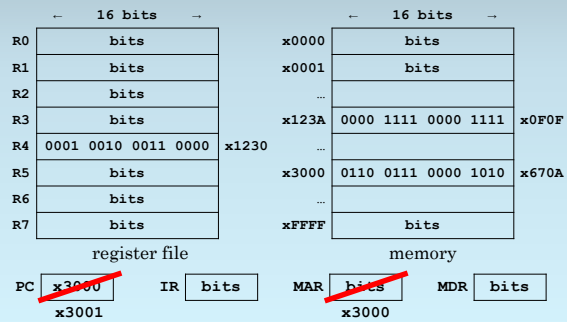 ← 16 bits →
R0 bits
R1 bits
R2 bits
R3 bits
R4 0001 0010 0011 0000 x1230
R5 bits
R6 bits
R7 bits
register file
← 16 bits →
x0000 bits
x0001 bits
…
x123A 0000 1111 0000 1111 x0F0F
…
x3000 0110 0111 0000 1010 x670A
…
xFFFF bits
memory
PC x3000 IR bits MAR bits MDR bits
x3001 x3000